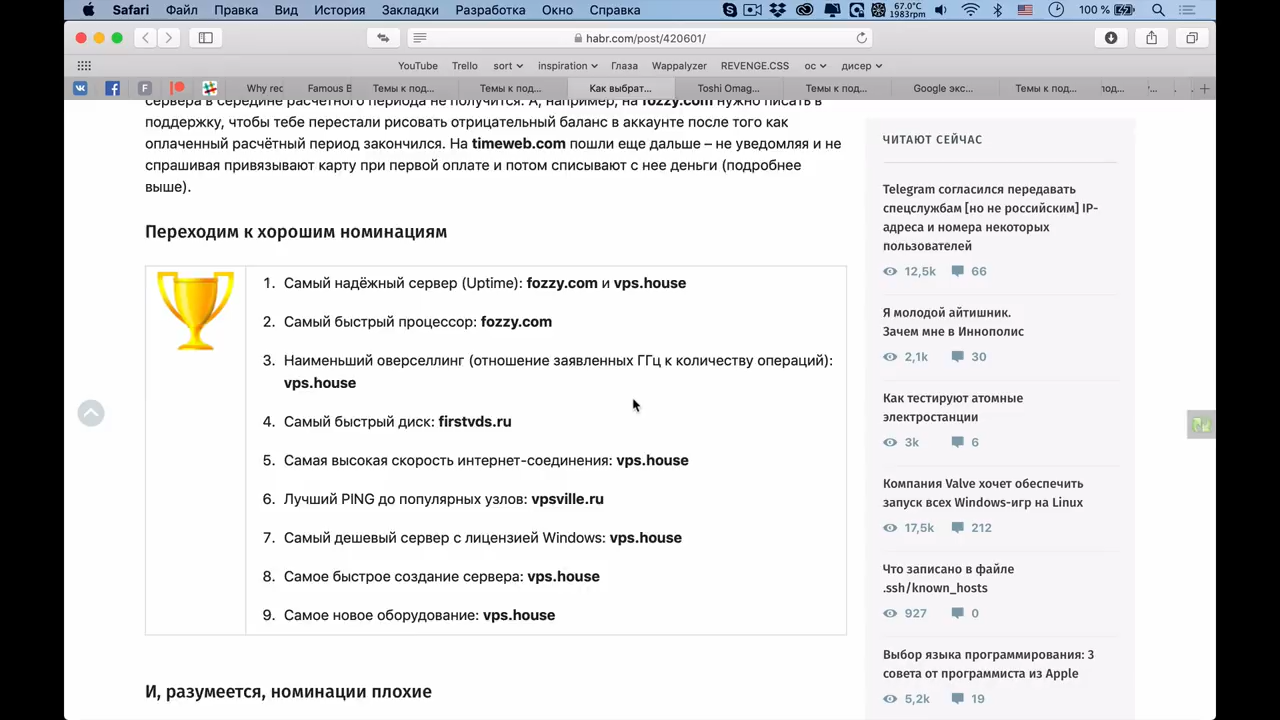 Safari Файл Правка Вид История Закладки Разработка Окно Справка 67.0°C 1983rpm 100 %
habr.com/post/420601/
YouTube Trello sort inspiration Глаза Wappalyzer REVENGE.CSS ос дисер
Why rec Famous B Темы к под... Темы к под... Как выбрат... Toshi Omag... Темы к под... Google экс... Темы к под... под...
сервера в середине расчётного периода не получится. А, например, на fozzy.com нужно писать в
поддержку, чтобы тебе перестали рисовать отрицательный баланс в аккаунте после того как
оплаченный расчётный период закончился. На timeweb.com пошли еще дальше – не уведомляя и не
спрашивая привязывают карту при первой оплате и потом списывают с нее деньги (подробнее
выше).
Переходим к хорошим номинациям
1. Самый надёжный сервер (Uptime): fozzy.com и vps.house
2. Самый быстрый процессор: fozzy.com
3. Наименьший оверселлинг (отношение заявленных ГГц к количеству операций):
vps.house
4. Самый быстрый диск: firstvds.ru
5. Самая высокая скорость интернет-соединения: vps.house
6. Лучший PING до популярных узлов: vpsville.ru
7. Самый дешевый сервер с лицензией Windows: vps.house
8. Самое быстрое создание сервера: vps.house
9. Самое новое оборудование: vps.house
И, разумеется, номинации плохие
ЧИТАЮТ СЕЙЧАС
Telegram согласился передавать
спецслужбам [но не российским] IP-
адреса и номера некоторых
пользователей
12,5k 66
Я молодой айтишник.
Зачем мне в Иннополис
2,1k 30
Как тестируют атомные
электростанции
3k 6
Компания Valve хочет обеспечить
запуск всех Windows-игр на Linux
17,5k 212
Что записано в файле
.ssh/known_hosts
927 0
Выбор языка программирования: 3
совета от программиста из Apple
5,2k 19